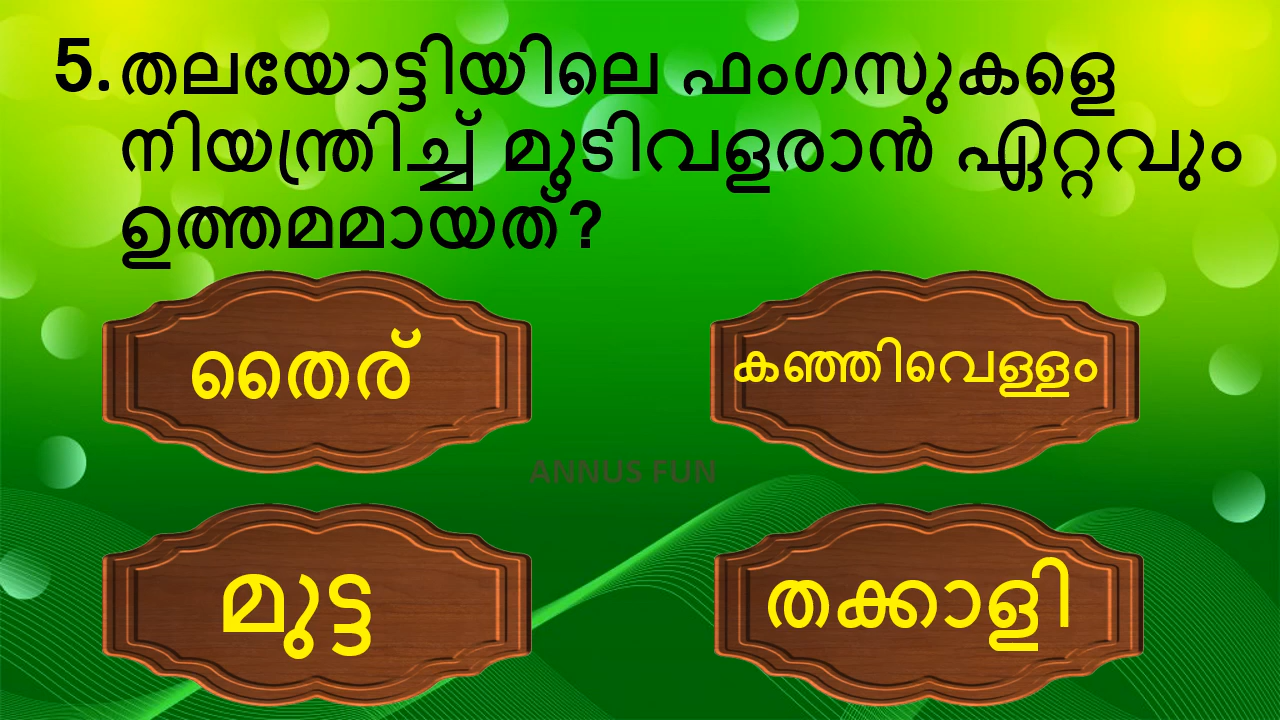 5.തലയോട്ടിയിലെ ഫംഗസുകളെ
നിയന്ത്രിച്ച് മുടിവളരാൻ ഏറ്റവും
ഉത്തമമായത്?
തൈര്
കഞ്ഞിവെള്ളം
ANNUS FUN
മുട്ട
തക്കാളി